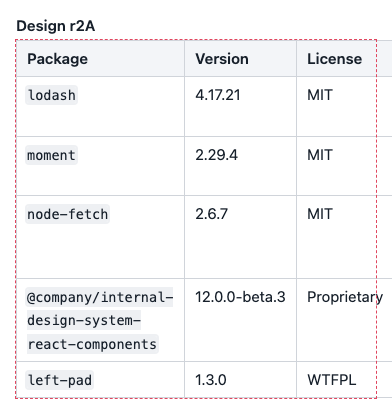 Design r2A
Package Version License
lodash 4.17.21 MIT
moment 2.29.4 MIT
node-fetch 2.6.7 MIT
@company/internal- 12.0.0-beta.3 Proprietary
design-system-
react-components
left-pad 1.3.0 WTFPL